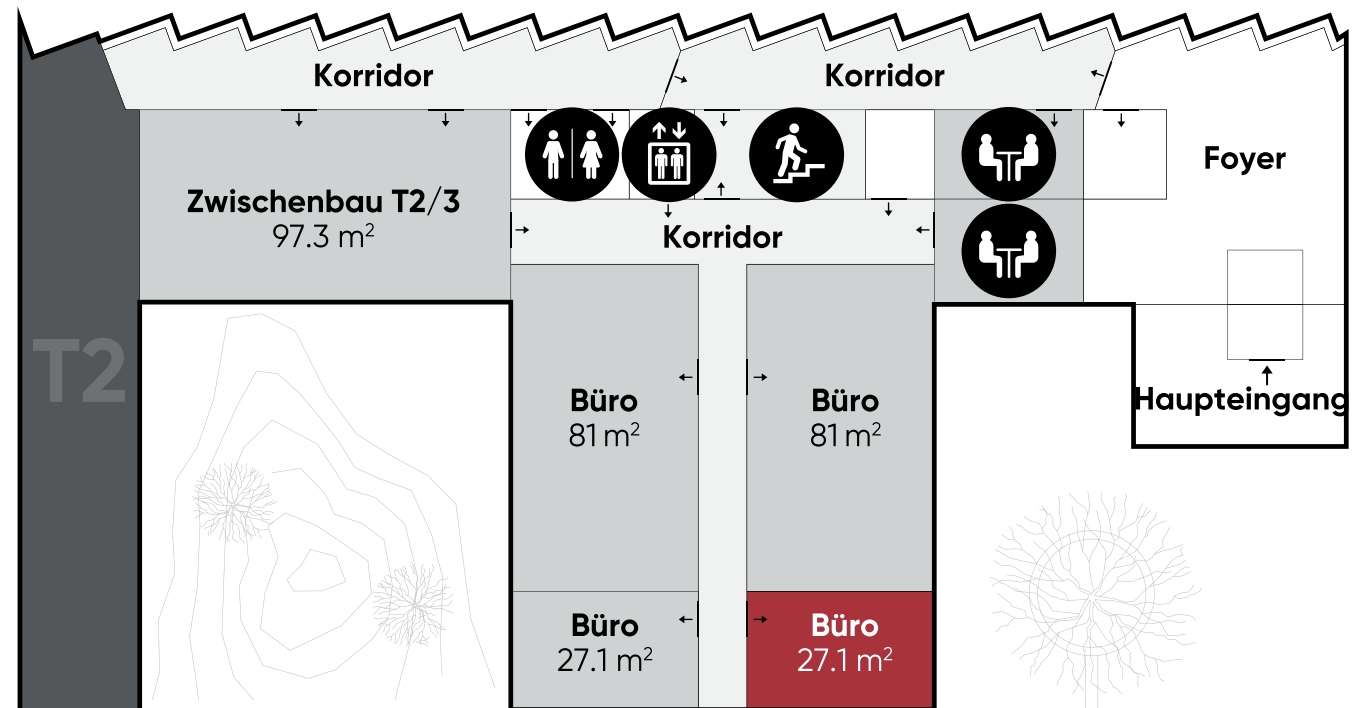 Korridor
Korridor
Foyer
Zwischenbau T2/3
97.3 m²
Korridor
T2
Haupteingang
Büro
81 m²
Büro
81 m²
Büro
27.1 m²
Büro
27.1 m²